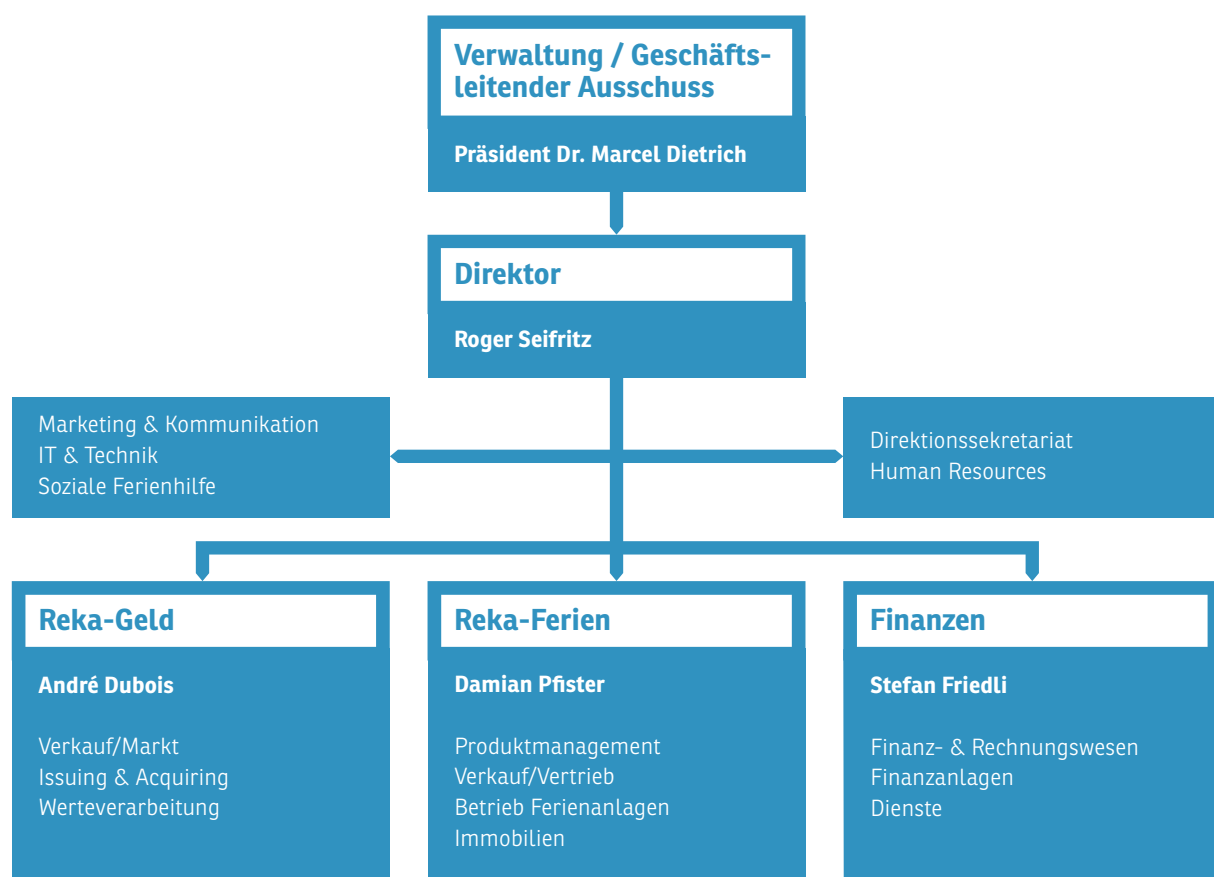 Verwaltung / Geschäfts-
leitender Ausschuss
Präsident Dr. Marcel Dietrich
Direktor
Roger Seifritz
Marketing & Kommunikation
IT & Technik
Soziale Ferienhilfe
Direktionssekretariat
Human Resources
Reka-Geld
André Dubois
Verkauf/Markt
Issuing & Acquiring
Werteverarbeitung
Reka-Ferien
Damian Pfister
Produktmanagement
Verkauf/Vertrieb
Betrieb Ferienanlagen
Immobilien
Finanzen
Stefan Friedli
Finanz- & Rechnungswesen
Finanzanlagen
Dienste